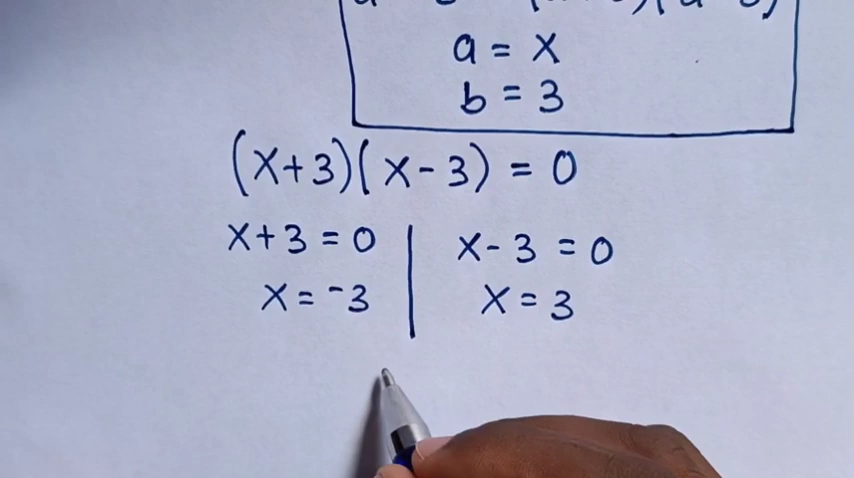 a = x
b = 3
(x+3)(x-3) = 0
x+3 = 0 | x-3 = 0
x = -3 | x = 3